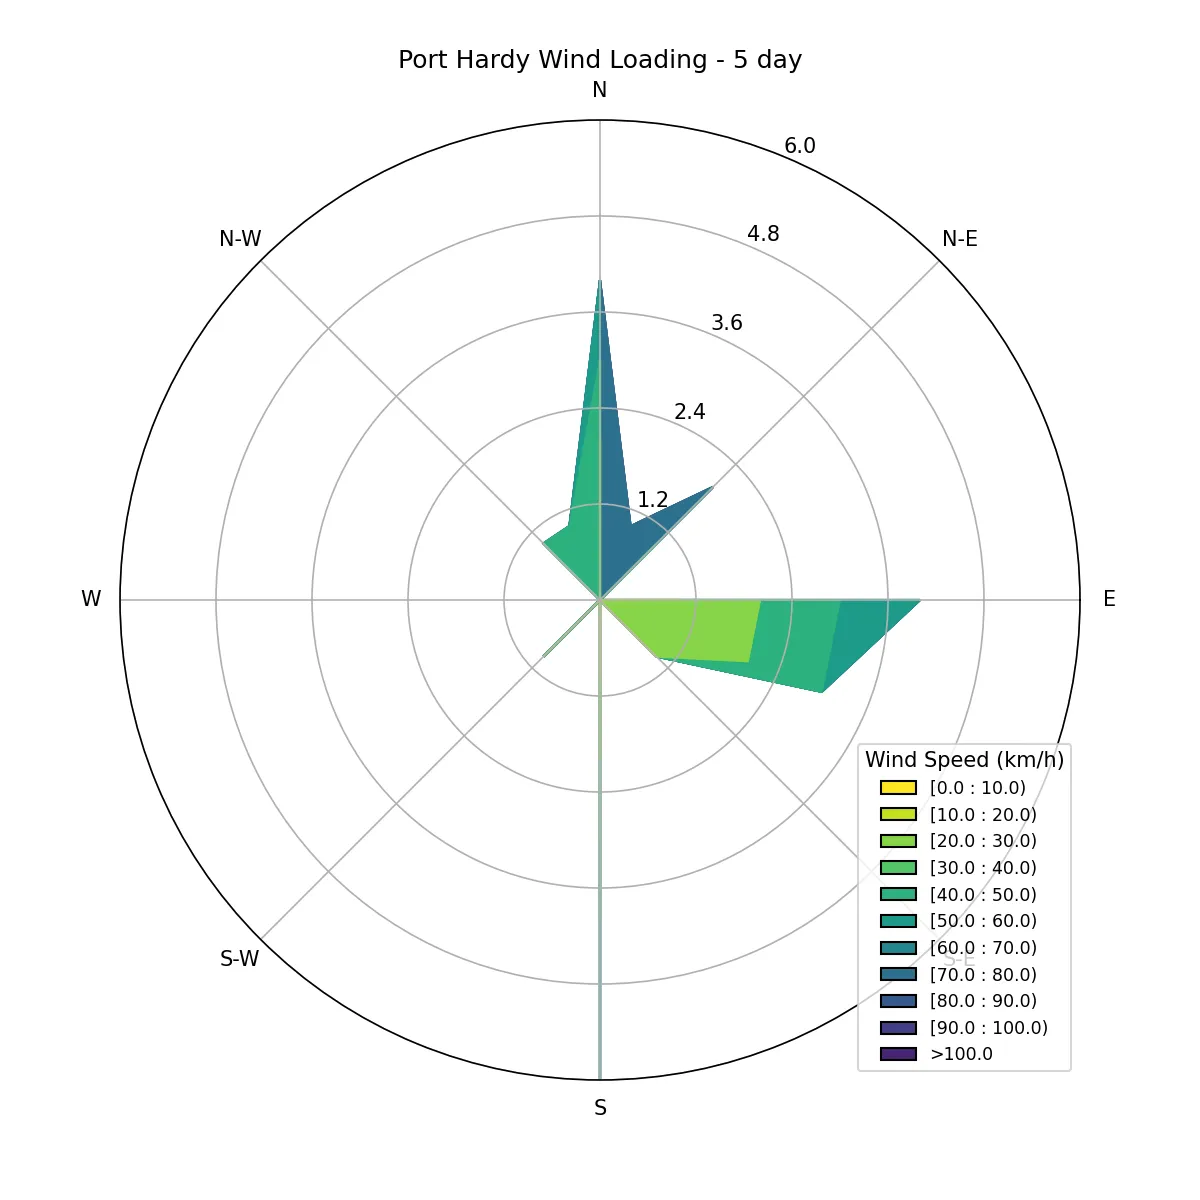 Port Hardy Wind Loading - 5 day
N
6.0
N-W
N-E
4.8
3.6
2.4
1.2
W
E
Wind Speed (km/h)
[0.0 : 10.0)
[10.0 : 20.0)
[20.0 : 30.0)
[30.0 : 40.0)
[40.0 : 50.0)
[50.0 : 60.0)
[60.0 : 70.0)
[70.0 : 80.0)
[80.0 : 90.0)
[90.0 : 100.0)
>100.0
S-W
S-E
S